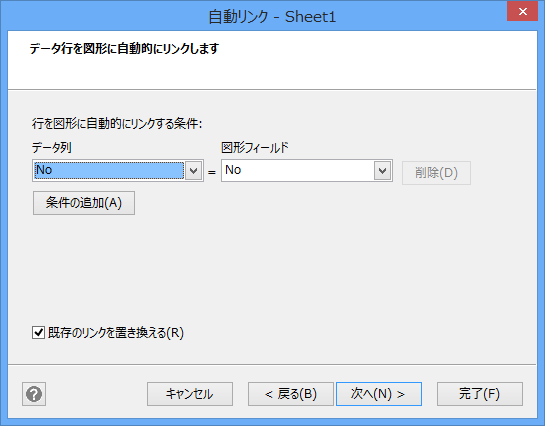 自動リンク - Sheet1
データ行を図形に自動的にリンクします
行を図形に自動的にリンクする条件:
データ列 図形フィールド
No = No 削除(D)
条件の追加(A)
既存のリンクを置き換える(R)
? キャンセル < 戻る(B) 次へ(N) > 完了(F)